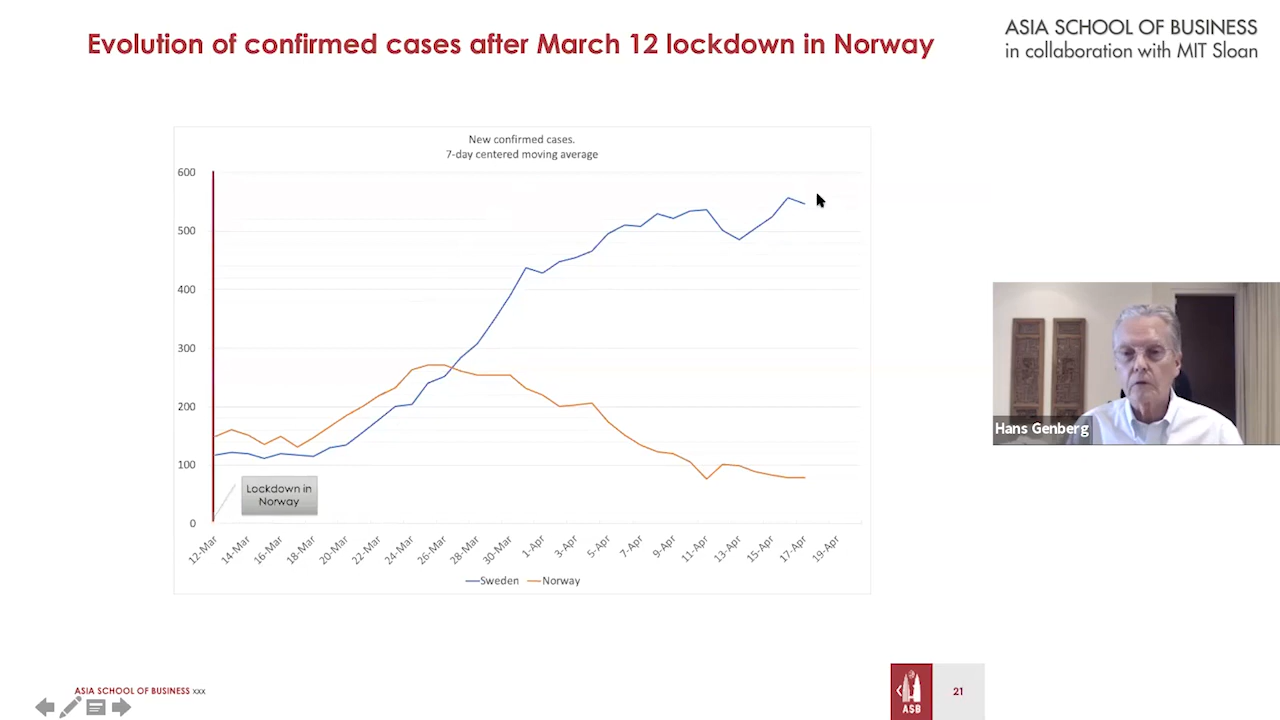 Evolution of confirmed cases after March 12 lockdown in Norway
ASIA SCHOOL OF BUSINESS
in collaboration with MIT Sloan
New confirmed cases.
7-day centered moving average
600
500
400
300
200
100
0
Lockdown in
Norway
12-Mar
14-Mar
16-Mar
18-Mar
20-Mar
22-Mar
24-Mar
26-Mar
28-Mar
30-Mar
1-Apr
3-Apr
5-Apr
7-Apr
9-Apr
11-Apr
13-Apr
15-Apr
17-Apr
19-Apr
Sweden Norway
Hans Genberg
ASIA SCHOOL OF BUSINESS xxx
ASB
21